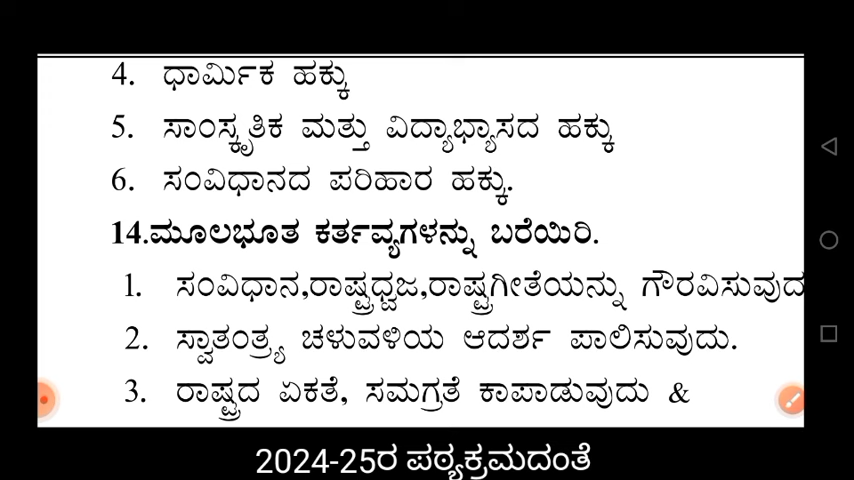 4. ಧಾರ್ಮಿಕ ಹಕ್ಕು
5. ಸಾಂಸ್ಕೃತಿಕ ಮತ್ತು ವಿದ್ಯಾಭ್ಯಾಸದ ಹಕ್ಕು
6. ಸಂವಿಧಾನದ ಪರಿಹಾರ ಹಕ್ಕು.
14.ಮೂಲಭೂತ ಕರ್ತವ್ಯಗಳನ್ನು ಬರೆಯಿರಿ.
1. ಸಂವಿಧಾನ,ರಾಷ್ಟ್ರಧ್ವಜ,ರಾಷ್ಟ್ರಗೀತೆಯನ್ನು ಗೌರವಿಸುವುದ
2. ಸ್ವಾತಂತ್ರ್ಯ ಚಳುವಳಿಯ ಆದರ್ಶ ಪಾಲಿಸುವುದು.
3. ರಾಷ್ಟ್ರದ ಏಕತೆ, ಸಮಗ್ರತೆ ಕಾಪಾಡುವುದು &
2024-25ರ ಪಠ್ಯಕ್ರಮದಂತೆ